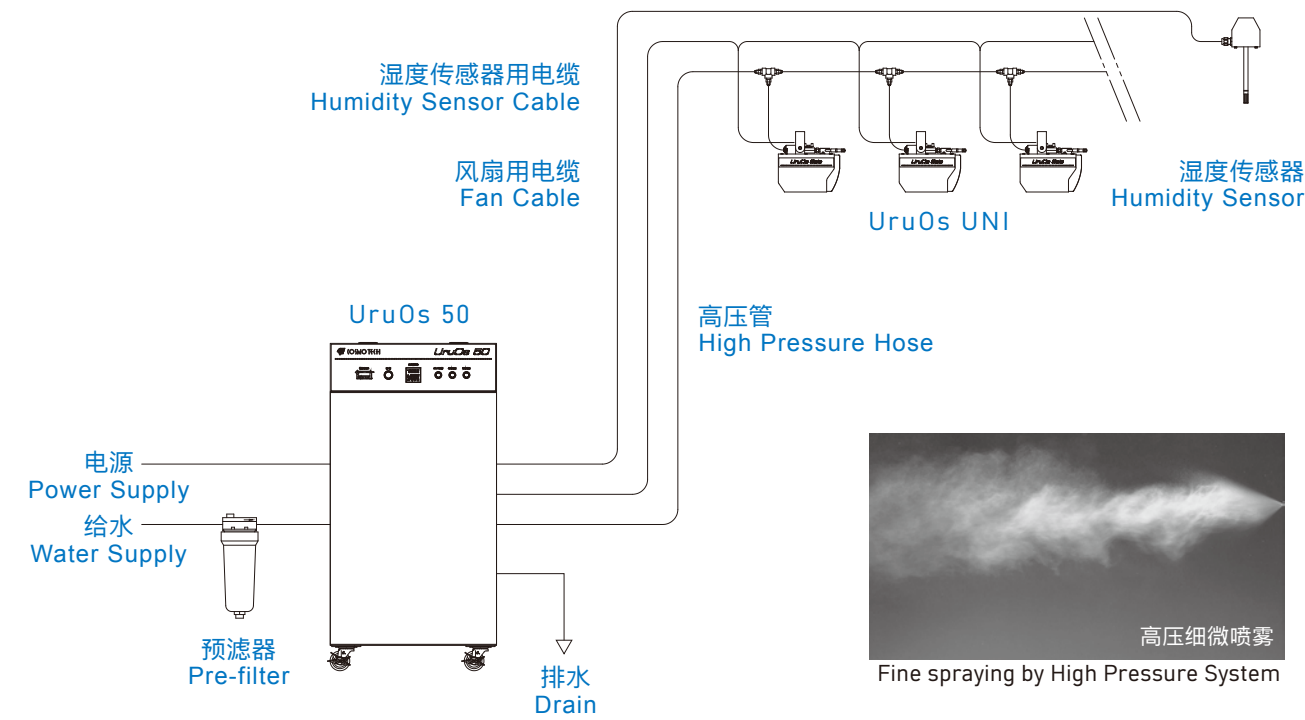 湿度传感器用电缆
Humidity Sensor Cable
风扇用电缆
Fan Cable
湿度传感器
Humidity Sensor
UruOs UNI
UruOs 50
高压管
High Pressure Hose
UruOs 50
电源
Power Supply
给水
Water Supply
预滤器
Pre-filter
排水
Drain
高压细微喷雾
Fine spraying by High Pressure System